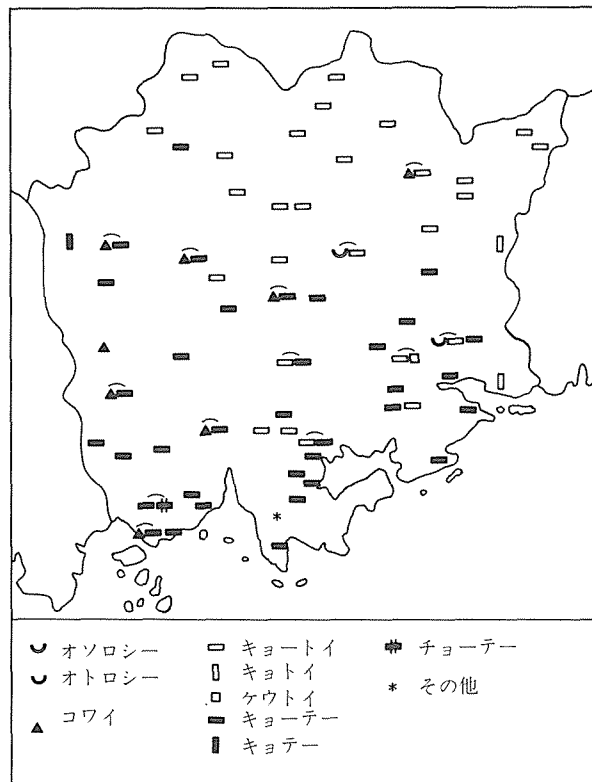 オソロシー
オトロシー
コワイ
キョートイ
キョトイ
ケウトイ
キョーテー
キョテー
チョーテー
* その他